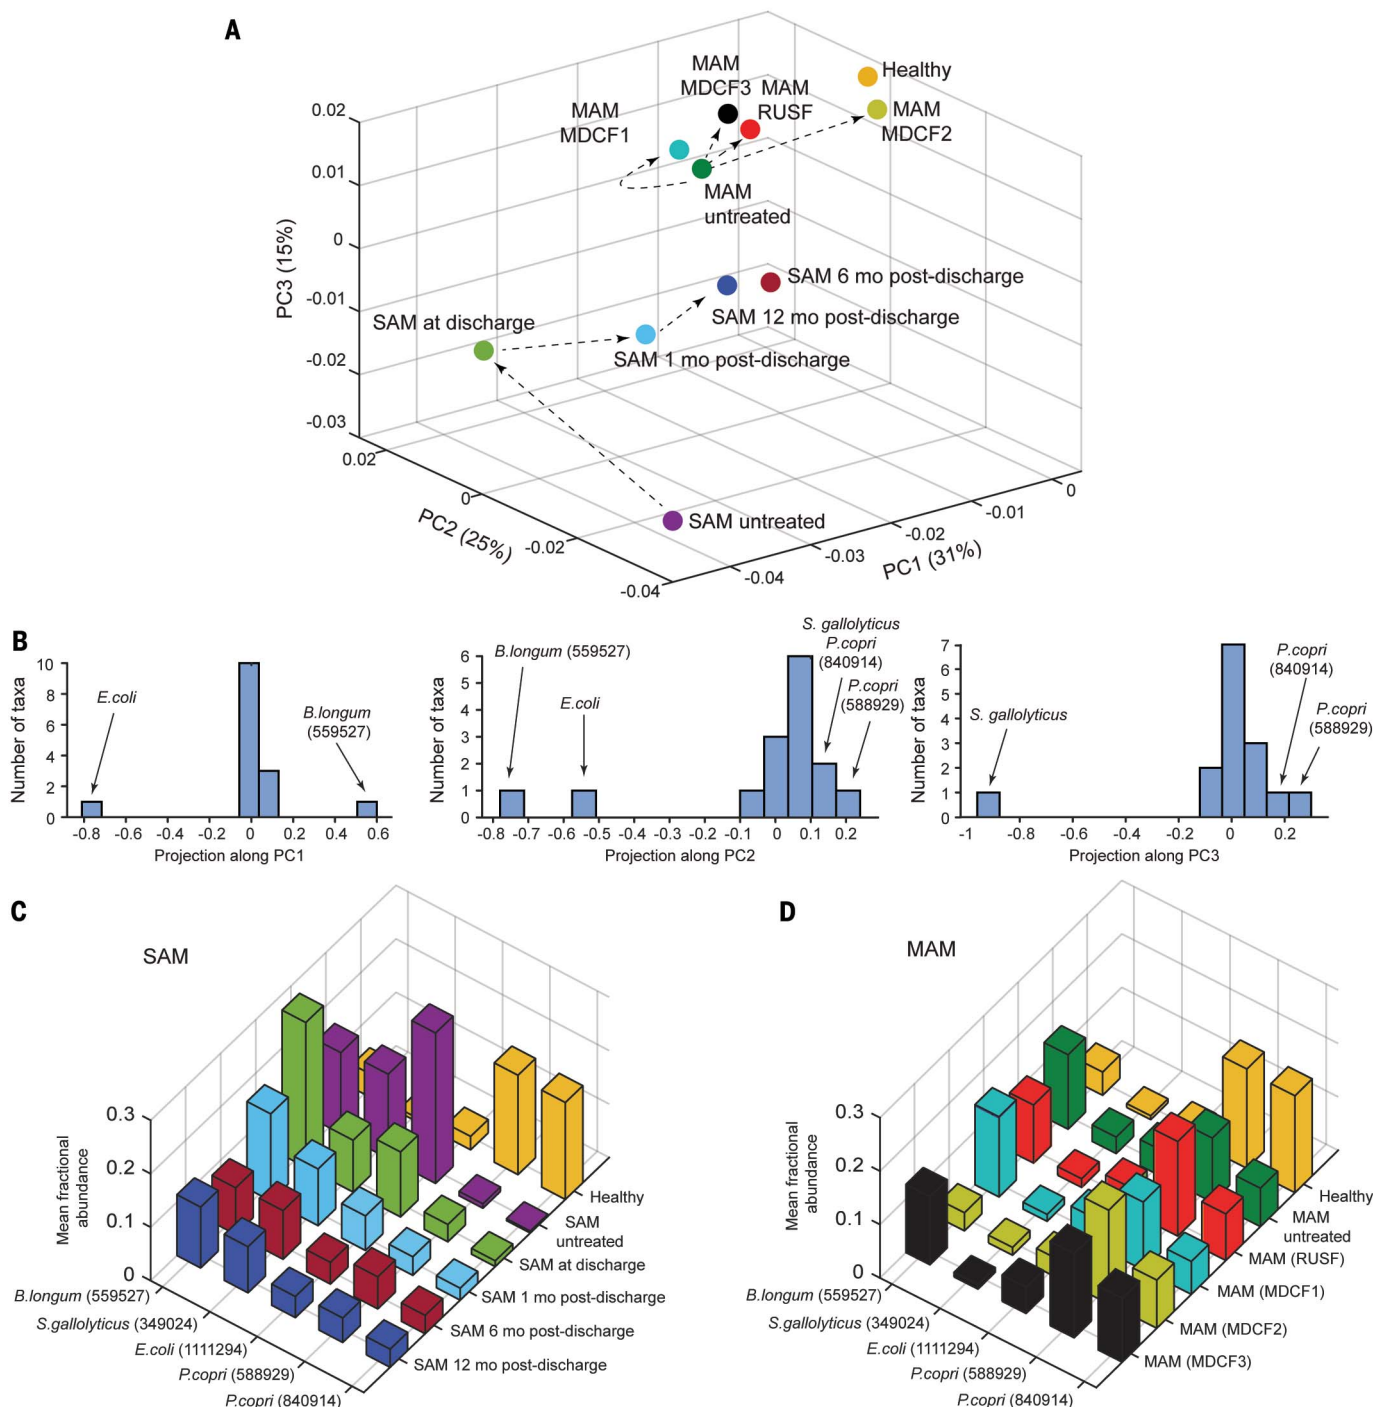 A
MAM
MDCF3
MAM
RUSF
Healthy
MAM
MDCF1
MAM
MDCF2
MAM
untreated
SAM 6 mo post-discharge
SAM 12 mo post-discharge
SAM at discharge
SAM 1 mo post-discharge
SAM untreated
0.02
0.01
0
-0.01
-0.02
-0.03
PC3 (15%)
0.02
0
-0.02
-0.04
PC2 (25%)
0
-0.01
-0.02
-0.03
-0.04
PC1 (31%)
B
10
8
6
4
2
0
Number of taxa
E.coli
B.longum
(559527)
-0.8 -0.6 -0.4 -0.2 0 0.2 0.4 0.6
Projection along PC1
6
5
4
3
2
1
0
Number of taxa
B.longum (559527)
E.coli
S. gallolyticus
P.copri
(840914)
P.copri
(588929)
-0.8 -0.7 -0.6 -0.5 -0.4 -0.3 -0.2 -0.1 0 0.1 0.2
Projection along PC2
7
6
5
4
3
2
1
0
Number of taxa
S. gallolyticus
P.copri
(840914)
P.copri
(588929)
-1 -0.8 -0.6 -0.4 -0.2 0 0.2
Projection along PC3
C
SAM
0.3
0.2
0.1
0
Mean fractional
abundance
B.longum (559527)
S.gallolyticus (349024)
E.coli (1111294)
P.copri (588929)
P.copri (840914)
Healthy
SAM
untreated
SAM at discharge
SAM 1 mo post-discharge
SAM 6 mo post-discharge
SAM 12 mo post-discharge
D
MAM
0.3
0.2
0.1
0
Mean fractional
abundance
B.longum (559527)
S.gallolyticus (349024)
E.coli (1111294)
P.copri (588929)
P.copri (840914)
Healthy
MAM
untreated
MAM (RUSF)
MAM (MDCF1)
MAM (MDCF2)
MAM (MDCF3)